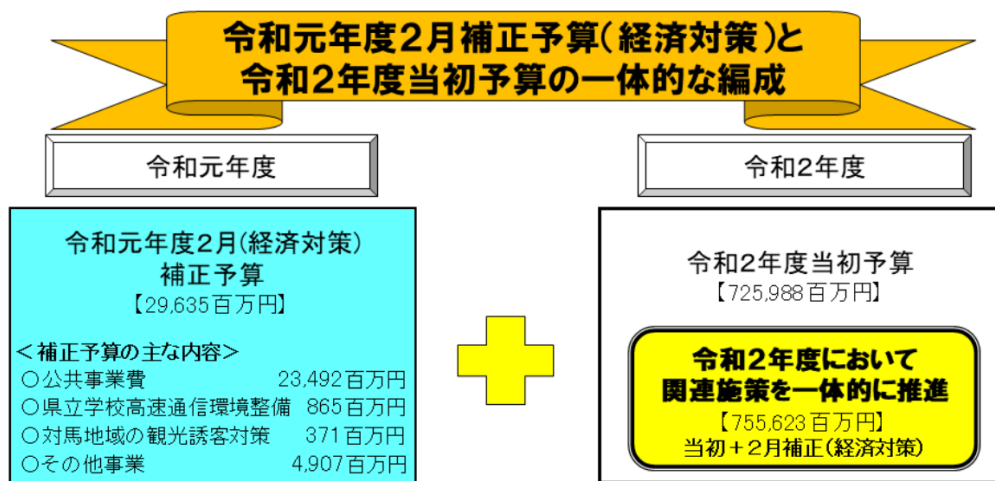 令和元年度2月補正予算(経済対策)と
令和2年度当初予算の一体的な編成
令和元年度
令和元年度2月(経済対策)
補正予算
【29,635百万円】
＜補正予算の主な内容＞
○公共事業費 23,492百万円
○県立学校高速通信環境整備 865百万円
○対馬地域の観光誘客対策 371百万円
○その他事業 4,907百万円
令和2年度
令和2年度当初予算
【725,988百万円】
令和2年度において
関連施策を一体的に推進
【755,623百万円】
当初＋2月補正(経済対策)